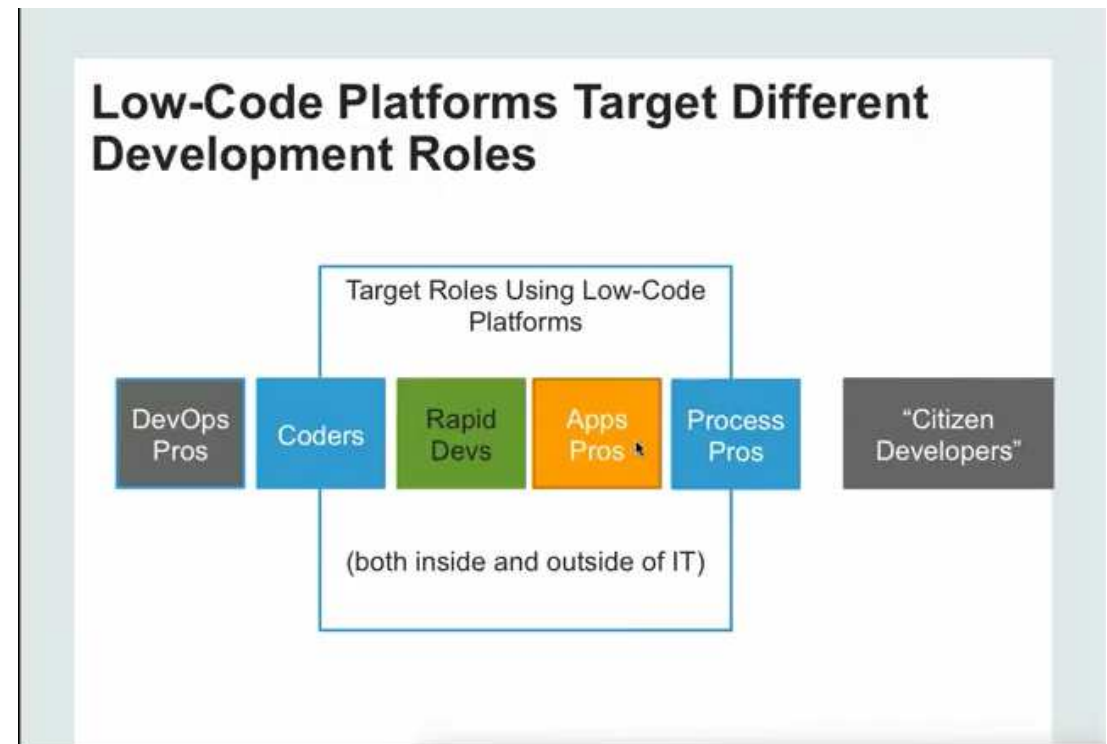 Low-Code Platforms Target Different
Development Roles
Target Roles Using Low-Code
Platforms
DevOps
Pros
Coders
Rapid
Devs
Apps
Pros
Process
Pros
“Citizen
Developers”
(both inside and outside of IT)